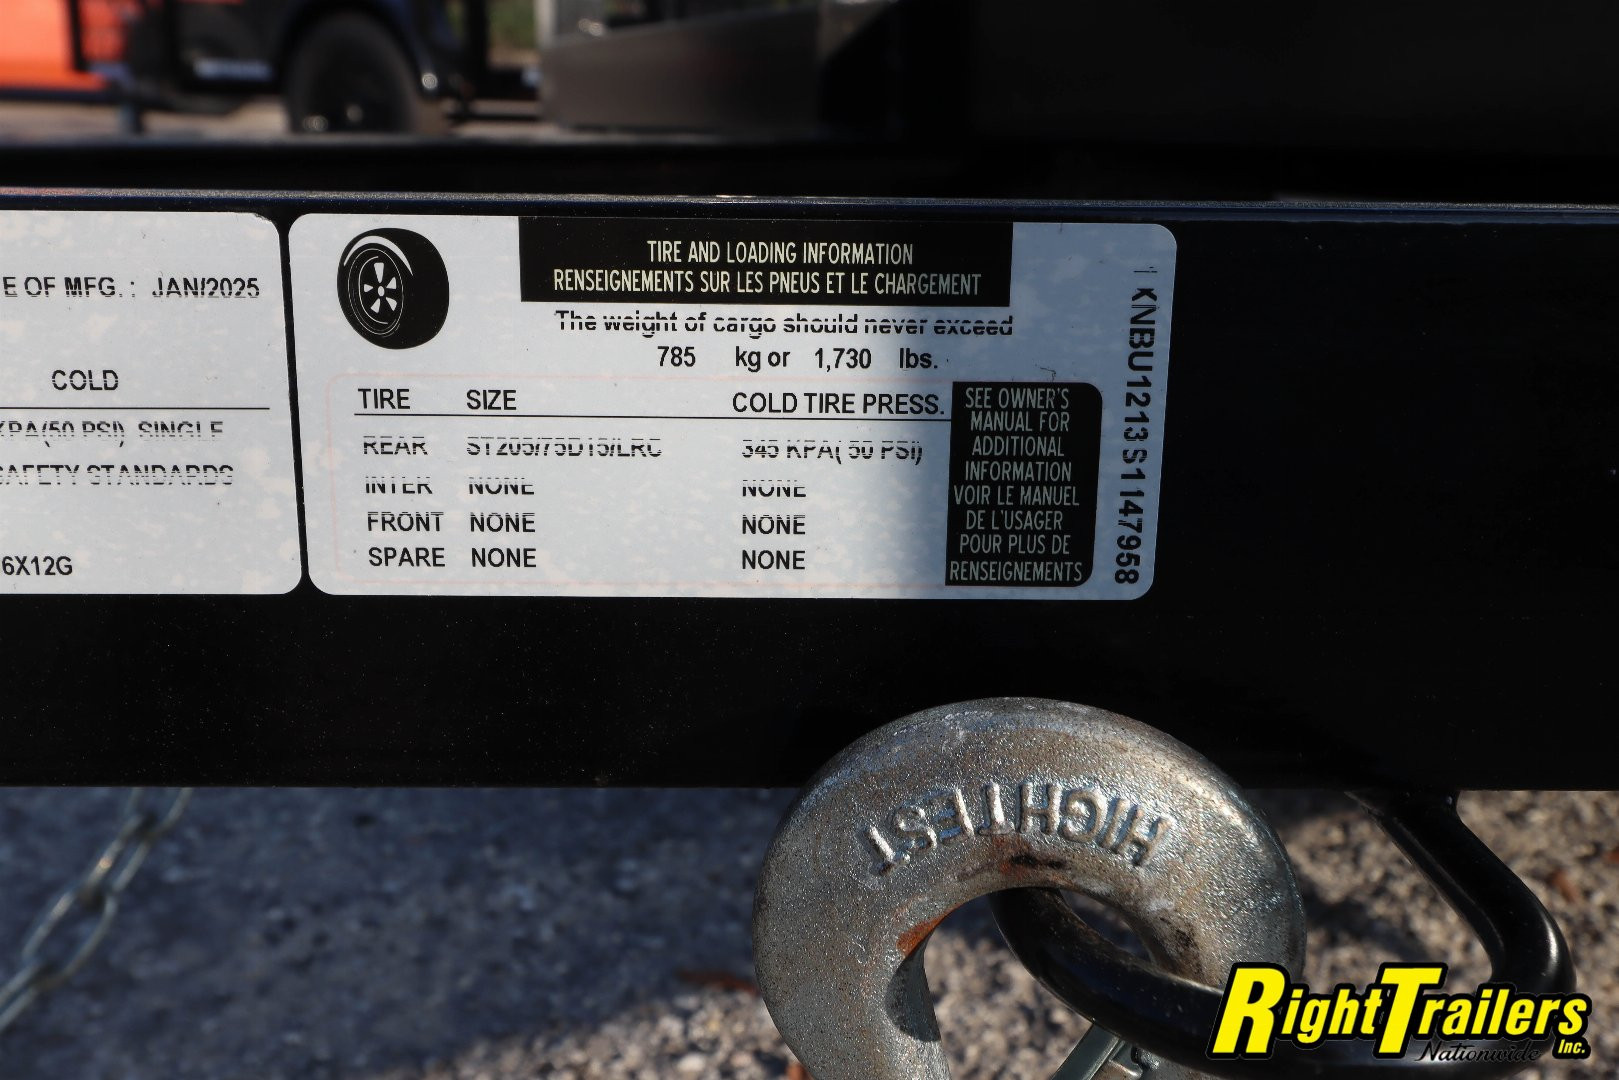 E OF MFG. : JAN/2025
COLD
KPA(50 PSI) SINGLE
SAFETY STANDARDS
6X12G
TIRE AND LOADING INFORMATION
RENSEIGNEMENTS SUR LES PNEUS ET LE CHARGEMENT
The weight of cargo should never exceed
785 kg or 1,730 lbs.
TIRE SIZE COLD TIRE PRESS.
REAR ST205/75D15/LRC 345 KPA( 50 PSI)
INTER NONE NONE
FRONT NONE NONE
SPARE NONE NONE
SEE OWNER'S
MANUAL FOR
ADDITIONAL
INFORMATION
VOIR LE MANUEL
DE L'USAGER
POUR PLUS DE
RENSEIGNEMENTS
1KNBU1213S1147958
HIGHTEST
RightTrailers
Nationwide Inc.